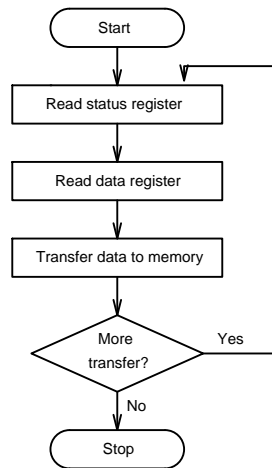 Start
Read status register
Read data register
Transfer data to memory
More
transfer?
Yes
No
Stop